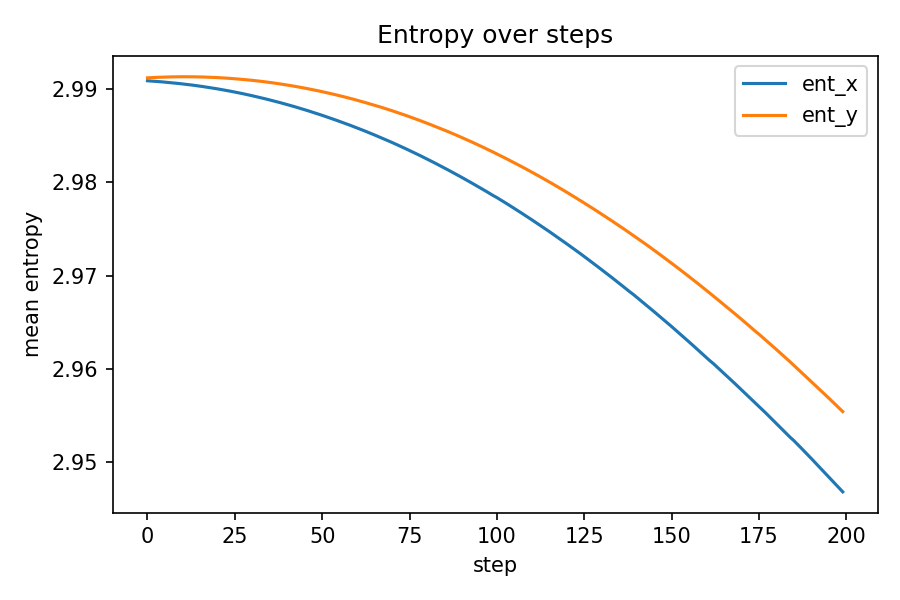 Entropy over steps
ent_x
ent_y
mean entropy
2.99
2.98
2.97
2.96
2.95
0 25 50 75 100 125 150 175 200
step